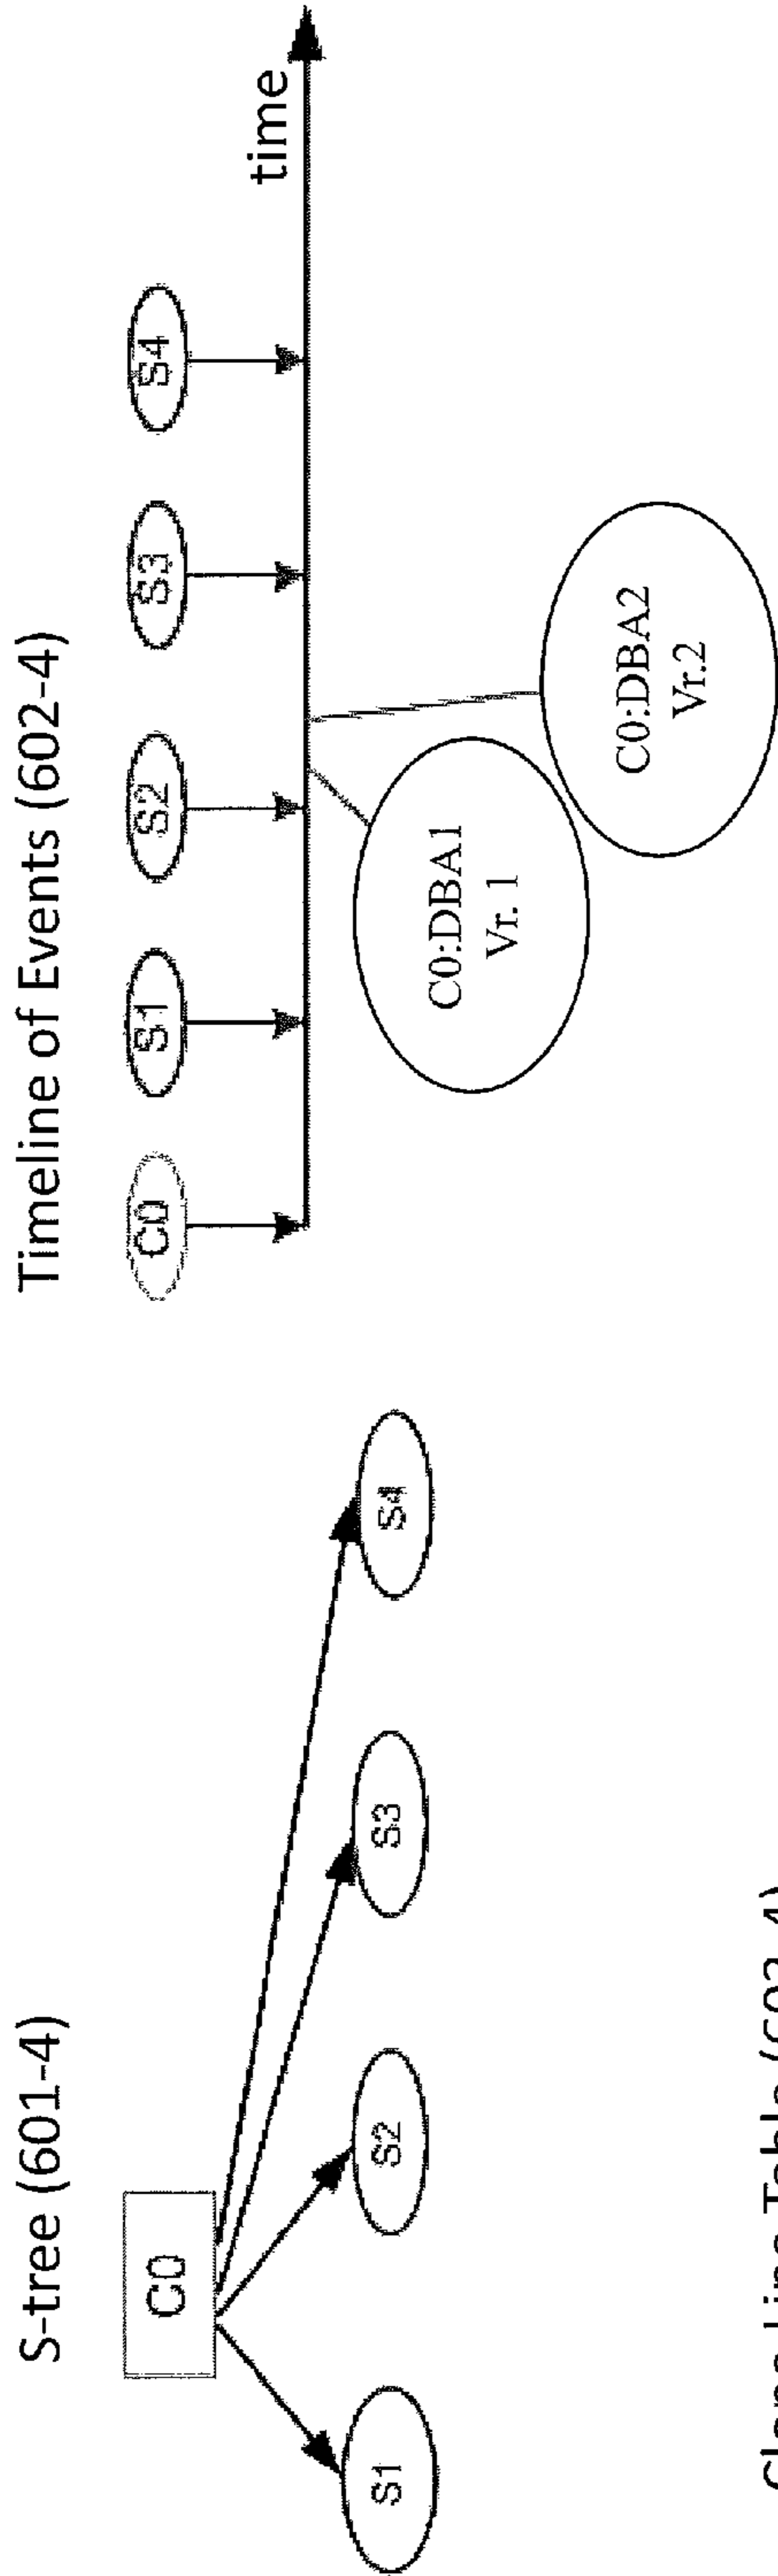 S-tree (601-4)
C0
S1
S2
S3
S4
Timeline of Events (602-4)
C0
S1
S2
S3
S4
time
C0:DBA1
Vr. 1
C0:DBA2
Vr.2